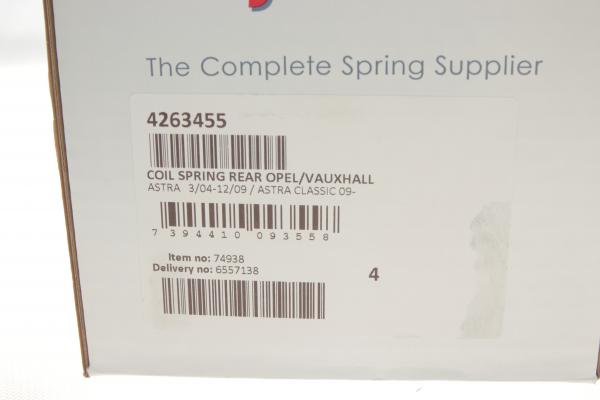 The Complete Spring Supplier
4263455
COIL SPRING REAR OPEL/VAUXHALL
ASTRA 3/04-12/09 / ASTRA CLASSIC 09-
7 394410 093558
Item no: 74938
Delivery no: 6557138
4